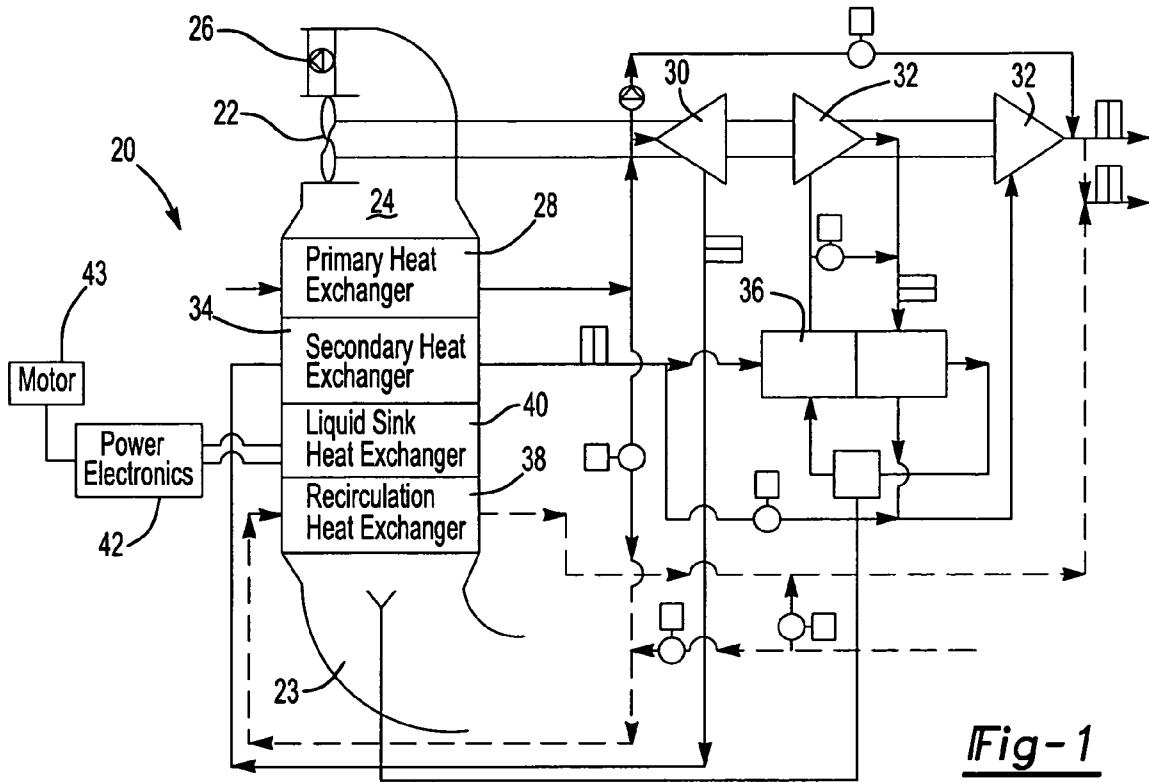 26
22
20
24
30
32
32
28
Primary Heat
Exchanger
43
34
36
Secondary Heat
Exchanger
Motor
40
Liquid Sink
Heat Exchanger
Power
Electronics
38
Recirculation
Heat Exchanger
42
23
Fig-1